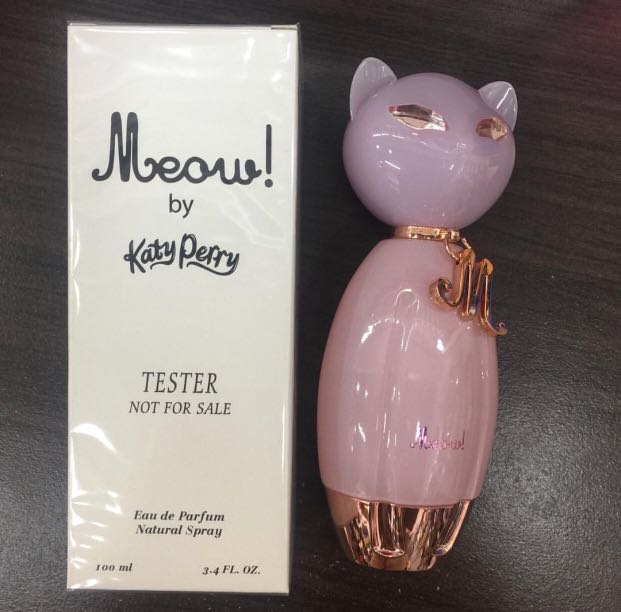 Meow!
by
Katy Perry
TESTER
NOT FOR SALE
Eau de Parfum
Natural Spray
100 ml 3.4 FL. OZ.
M
Meow!